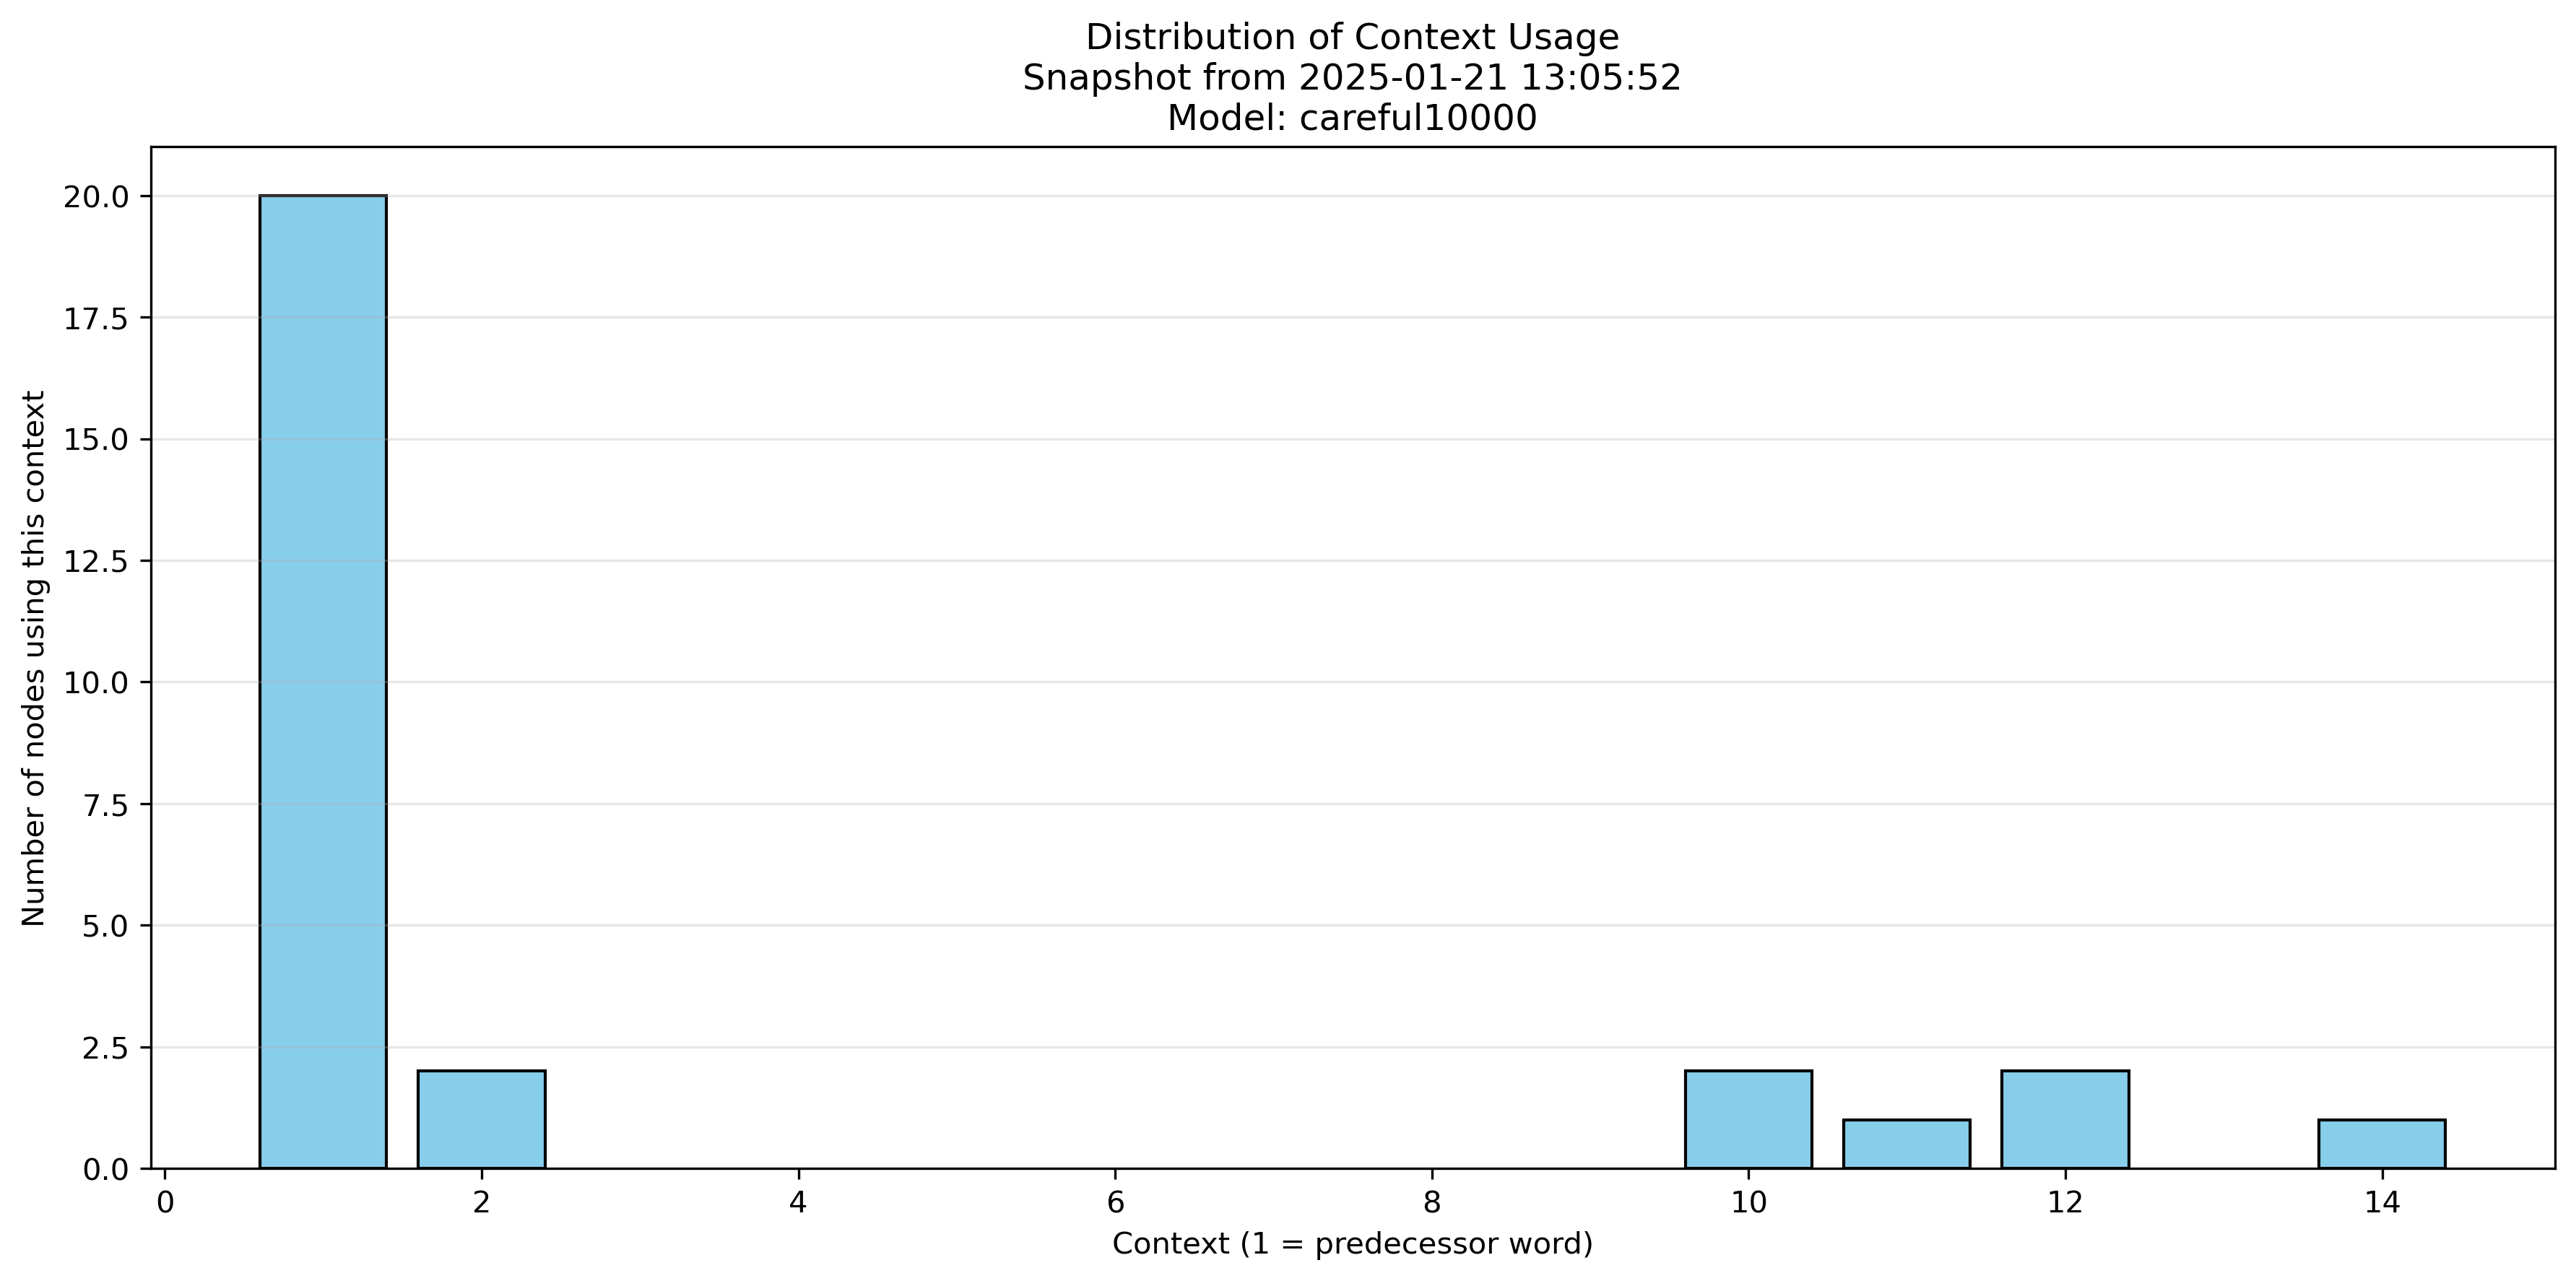 Distribution of Context Usage
Snapshot from 2025-01-21 13:05:52
Model: careful10000
Number of nodes using this context
20.0
17.5
15.0
12.5
10.0
7.5
5.0
2.5
0.0
0 2 4 6 8 10 12 14
Context (1 = predecessor word)